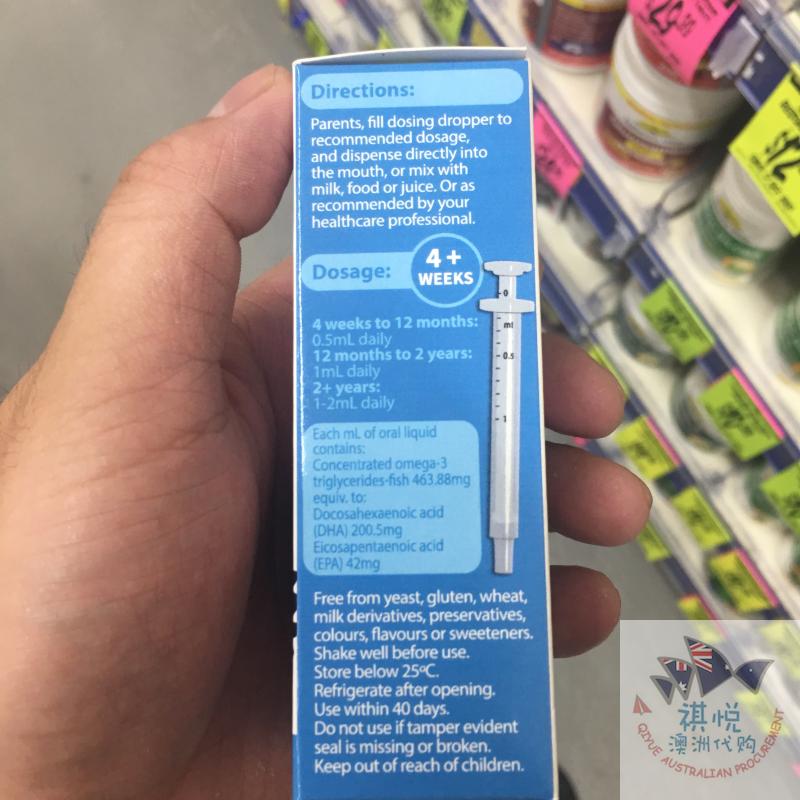 Directions:
Parents, fill dosing dropper to
recommended dosage,
and dispense directly into
the mouth, or mix with
milk, food or juice. Or as
recommended by your
healthcare professional.
Dosage:
4+
WEEKS
4 weeks to 12 months:
0.5mL daily
12 months to 2 years:
1mL daily
2+ years:
1-2mL daily
0
ml
0.5
1
Each mL of oral liquid
contains:
Concentrated omega-3
triglycerides-fish 463.88mg
equiv. to:
Docosahexaenoic acid
(DHA) 200.5mg
Eicosapentaenoic acid
(EPA) 42mg
Free from yeast, gluten, wheat,
milk derivatives, preservatives,
colours, flavours or sweeteners.
Shake well before use.
Store below 25ºC.
Refrigerate after opening.
Use within 40 days.
Do not use if tamper evident
seal is missing or broken.
Keep out of reach of children.
祺悦
澳洲代购
QIYUE AUSTRALIAN PROCUREMENT